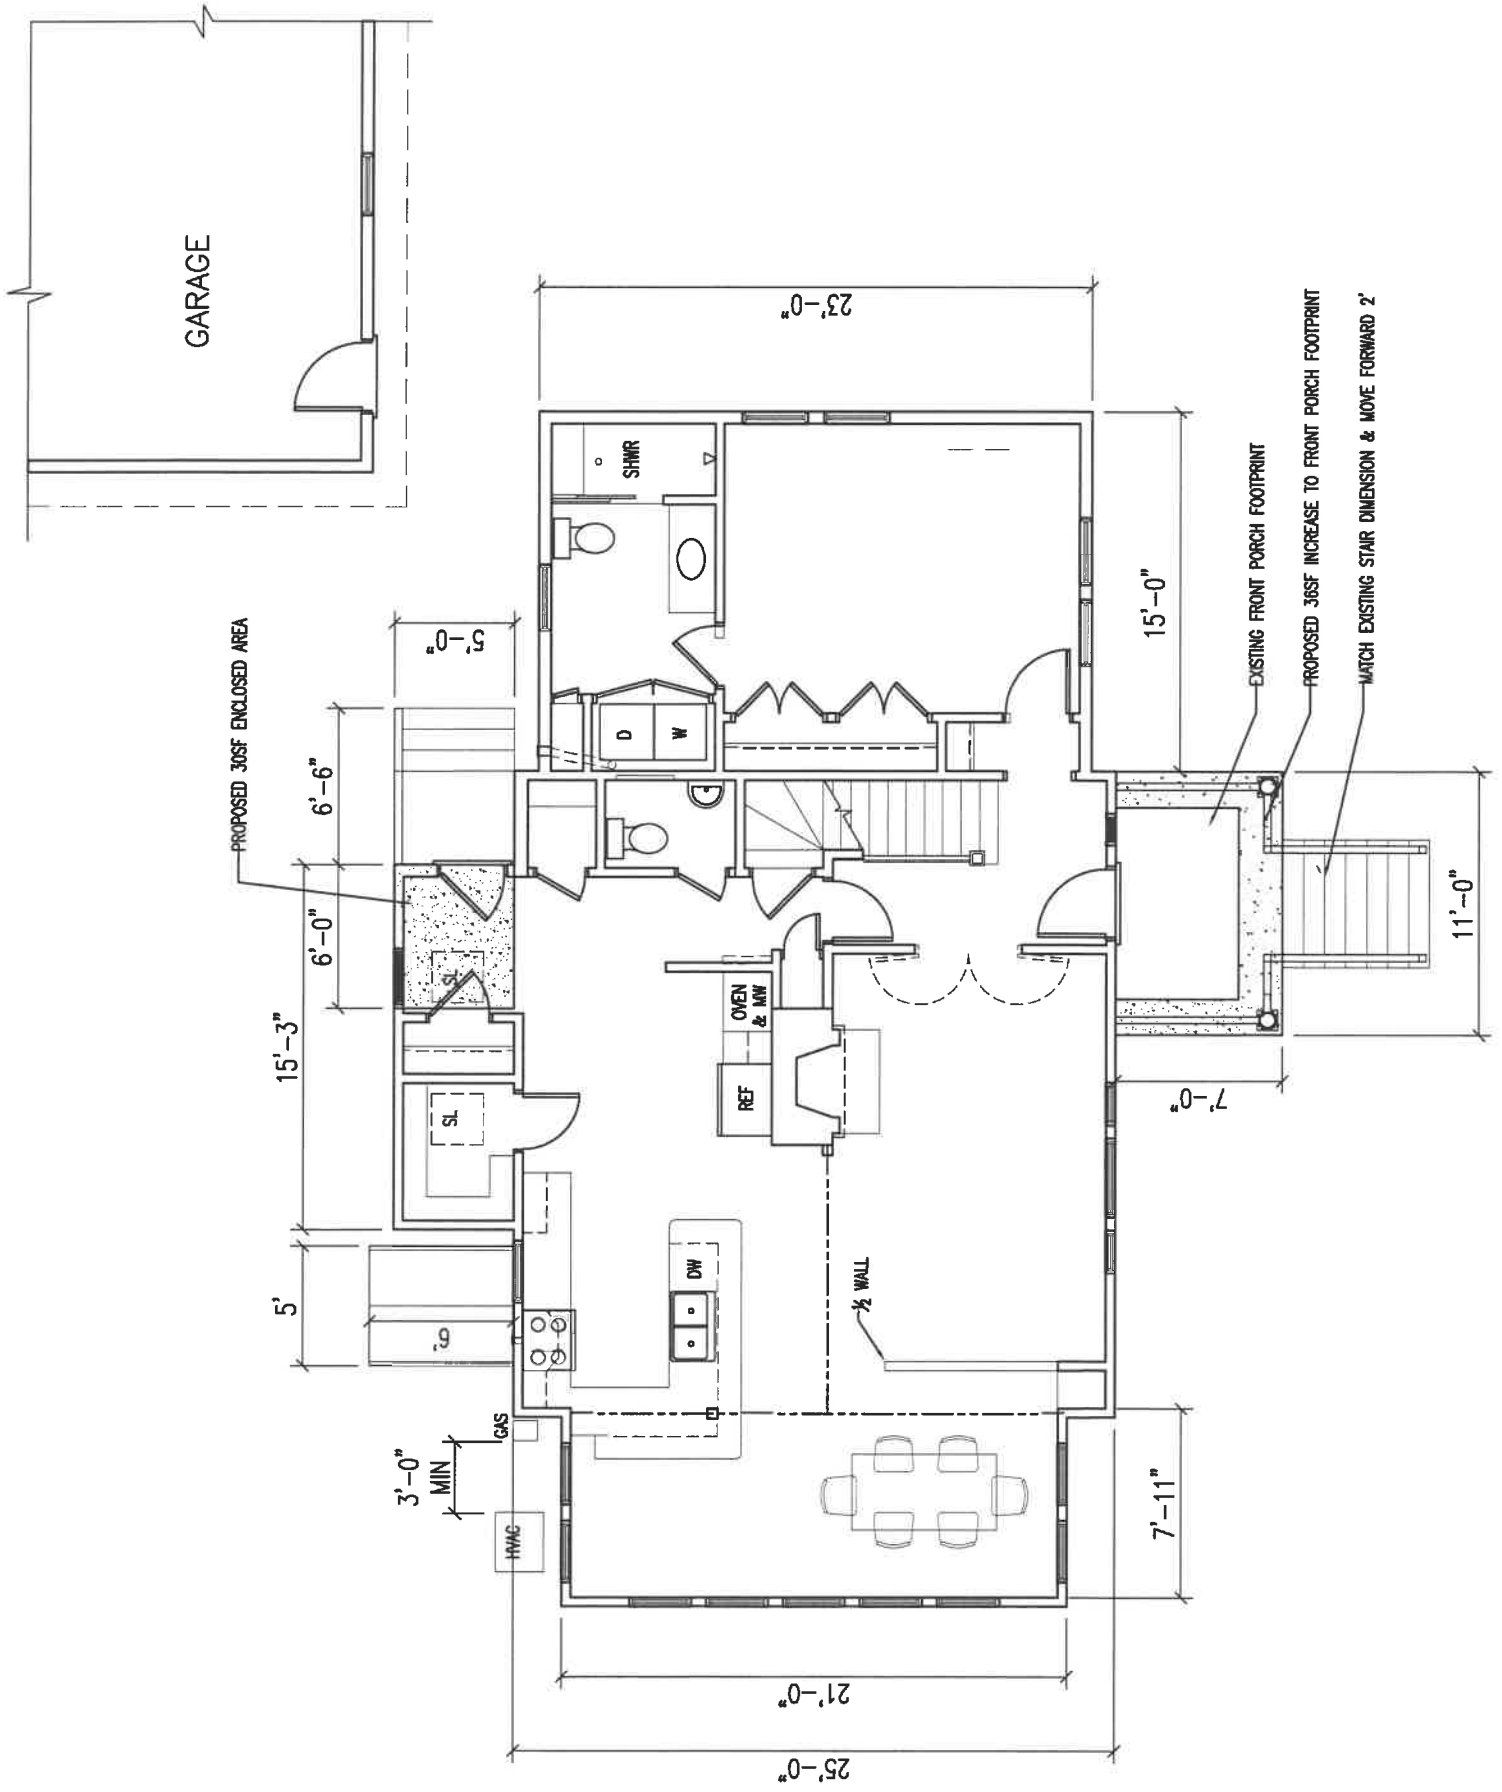 GARAGE
23'-0"
PROPOSED 30SF ENCLOSED AREA
5'-0"
6'-6"
6'-0"
15'-3"
5'
6'
SHWR
D
W
SL
SL
OVEN
& MW
REF
DW
½ WALL
GAS
3'-0"
MIN
HVAC
15'-0"
EXISTING FRONT PORCH FOOTPRINT
PROPOSED 36SF INCREASE TO FRONT PORCH FOOTPRINT
MATCH EXISTING STAIR DIMENSION & MOVE FORWARD 2'
11'-0"
7'-0"
7'-11"
21'-0"
25'-0"